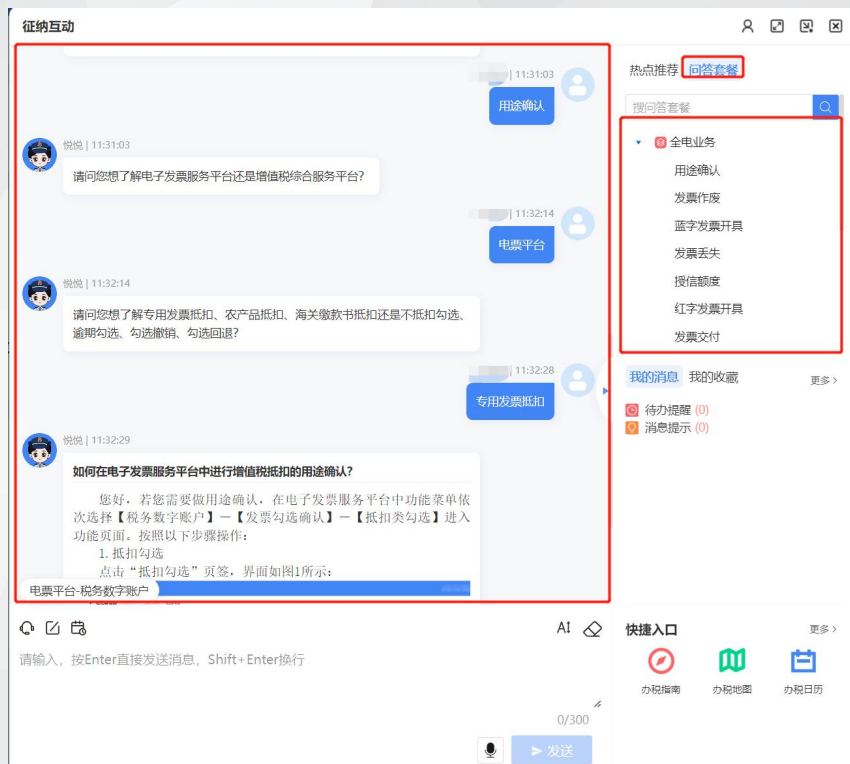 征纳互动
11:31:03
用途确认
悦悦 | 11:31:03
请问您想了解电子发票服务平台还是增值税综合服务平台?
11:32:14
电票平台
悦悦 | 11:32:14
请问您想了解专用发票抵扣、农产品抵扣、海关缴款书抵扣还是不抵扣勾选、
逾期勾选、勾选撤销、勾选回退?
11:32:28
专用发票抵扣
悦悦 | 11:32:29
如何在电子发票服务平台中进行增值税抵扣的用途确认?
您好，若您需要做用途确认，在电子发票服务平台中功能菜单依
次选择【税务数字账户】—【发票勾选确认】—【抵扣类勾选】进入
功能页面。按照以下步骤操作：
1. 抵扣勾选
点击“抵扣勾选”页签，界面如图1所示：
电票平台-税务数字账户
请输入，按Enter直接发送消息，Shift+Enter换行
0/300
发送
热点推荐 问答套餐
搜问答套餐
全电业务
用途确认
发票作废
蓝字发票开具
发票丢失
授信额度
红字发票开具
发票交付
我的消息 我的收藏 更多 >
待办提醒 (0)
消息提示 (0)
快捷入口 更多 >
办税指南 办税地图 办税日历